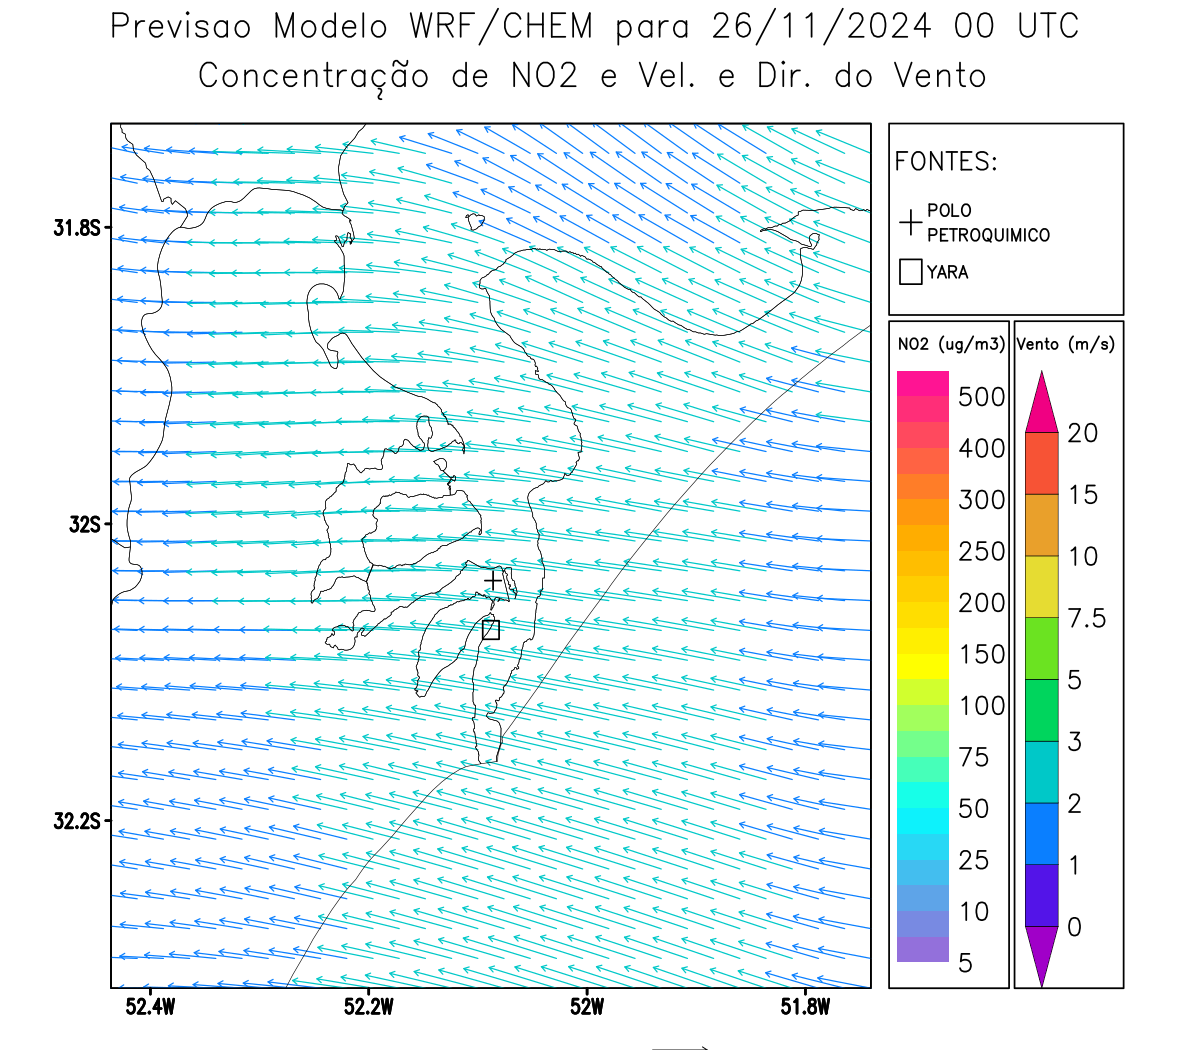 Previsao Modelo WRF/CHEM para 26/11/2024 00 UTC
Concentração de NO2 e Vel. e Dir. do Vento
FONTES:
POLO
PETROQUIMICO
YARA
31.8S
32S
32.2S
52.4W
52.2W
52W
51.8W
NO2 (ug/m3)
500
400
300
250
200
150
100
75
50
25
10
5
Vento (m/s)
20
15
10
7.5
5
3
2
1
0